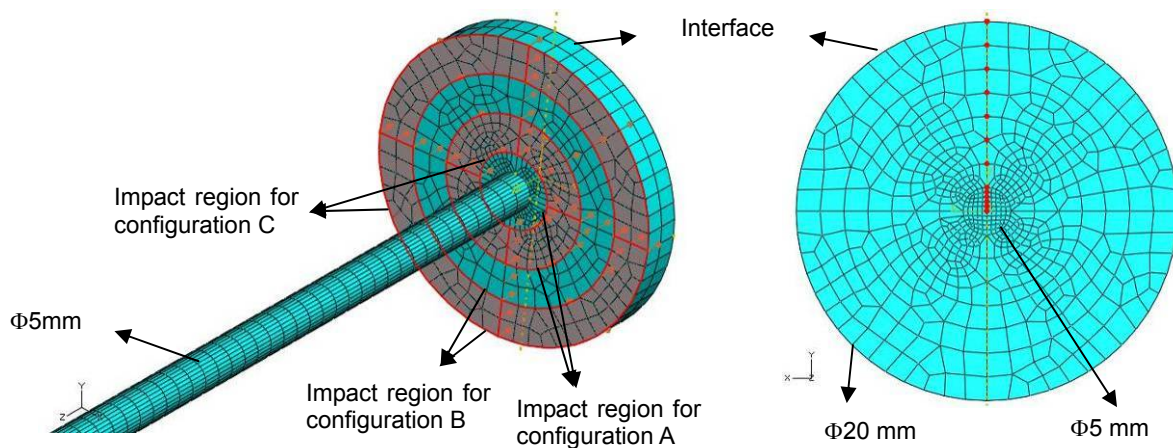 Interface
Impact region for
configuration C
Φ5mm
Impact region for
configuration B
Impact region for
configuration A
Φ20 mm
Φ5 mm
Y
Z
X
Y
Z